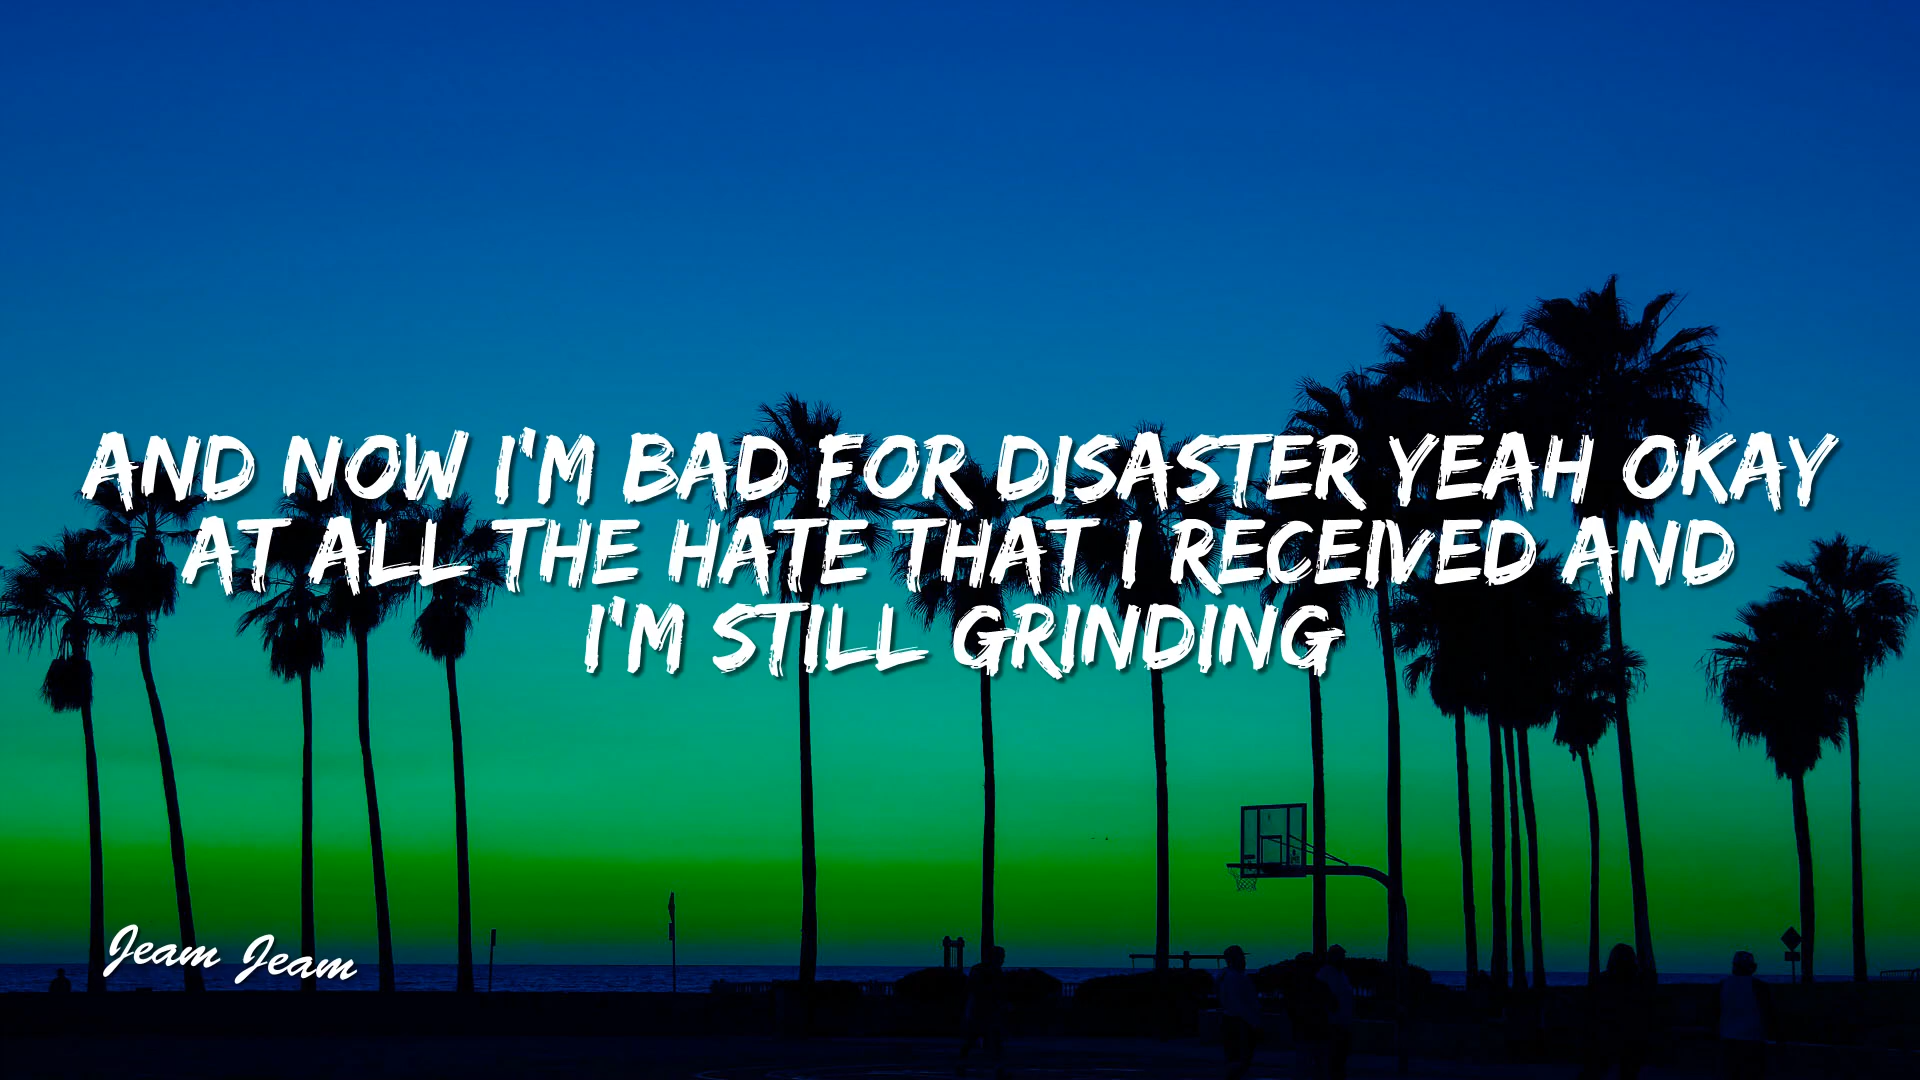 AND NOW I'M BAD FOR DISASTER YEAH OKAY
AT ALL THE HATE THAT I RECEIVED AND
I'M STILL GRINDING
Jeam Jeam